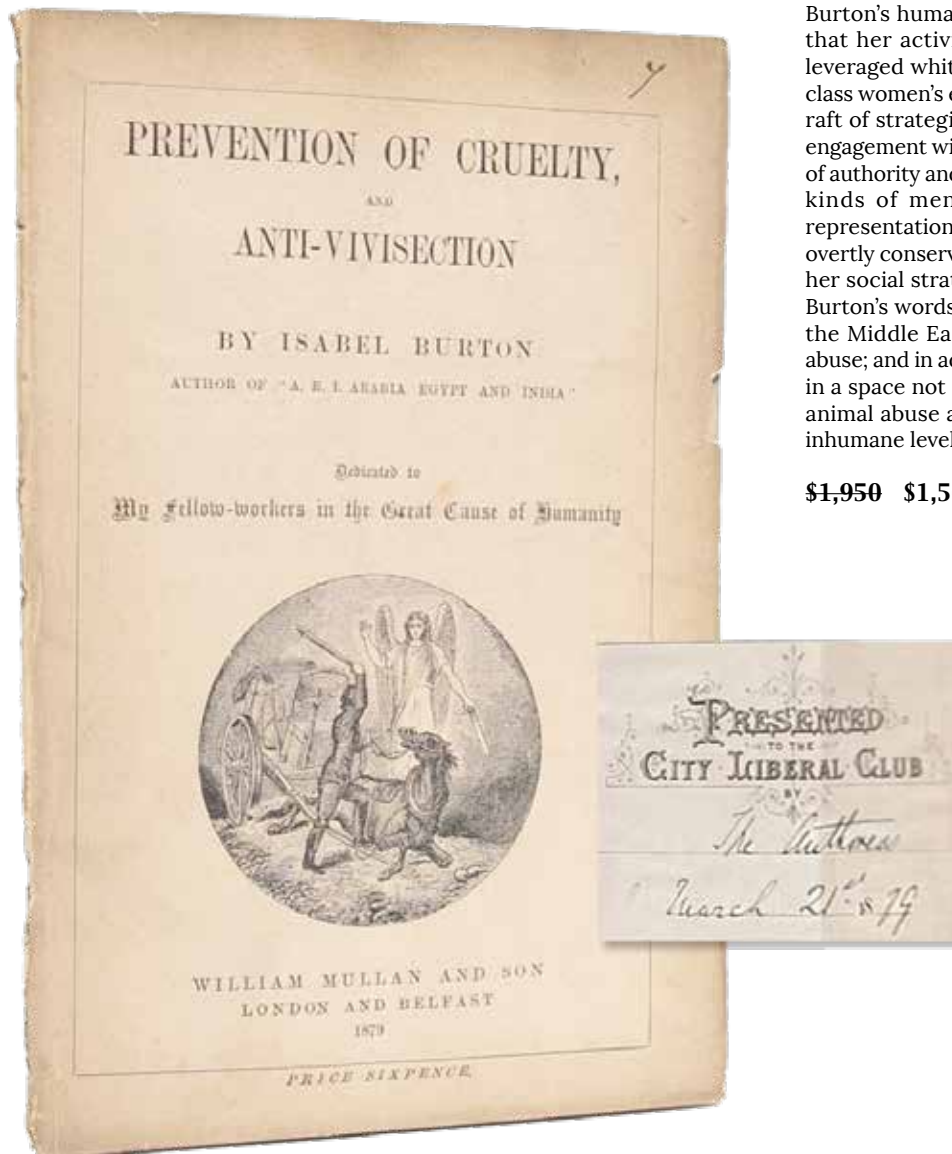 PREVENTION OF CRUELTY,
AND
ANTI-VIVISECTION
BY ISABEL BURTON
AUTHOR OF "A. E. I. ARABIA EGYPT AND INDIA"
Dedicated to
My Fellow-workers in the Great Cause of Humanity
WILLIAM MULLAN AND SON
LONDON AND BELFAST
1879
PRICE SIXPENCE.
PRESENTED
TO THE
CITY LIBERAL CLUB
BY
The Authoress
March 21st 1879
Burton's huma
that her activ
leveraged whit
class women's e
raft of strategi
engagement wi
of authority and
kinds of men
representation
overtly conserv
her social strat
Burton's words
the Middle Ea
abuse; and in ac
in a space not
animal abuse a
inhumane level
$1,950 $1,5